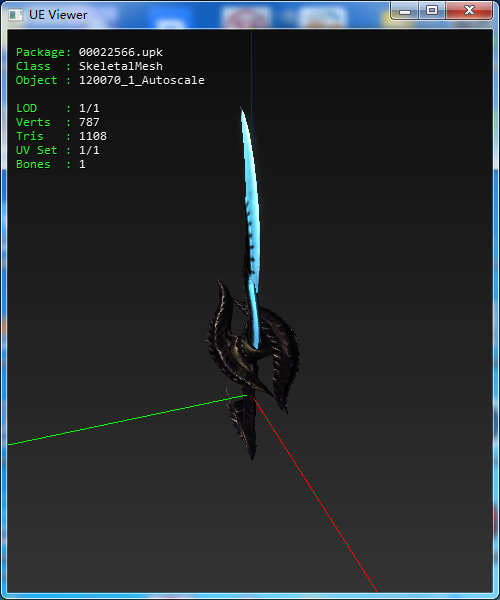 UE Viewer
Package: 00022566.upk
Class : SkeletalMesh
Object : 120070_1_Autoscale
LOD : 1/1
Verts : 787
Tris : 1108
UV Set : 1/1
Bones : 1